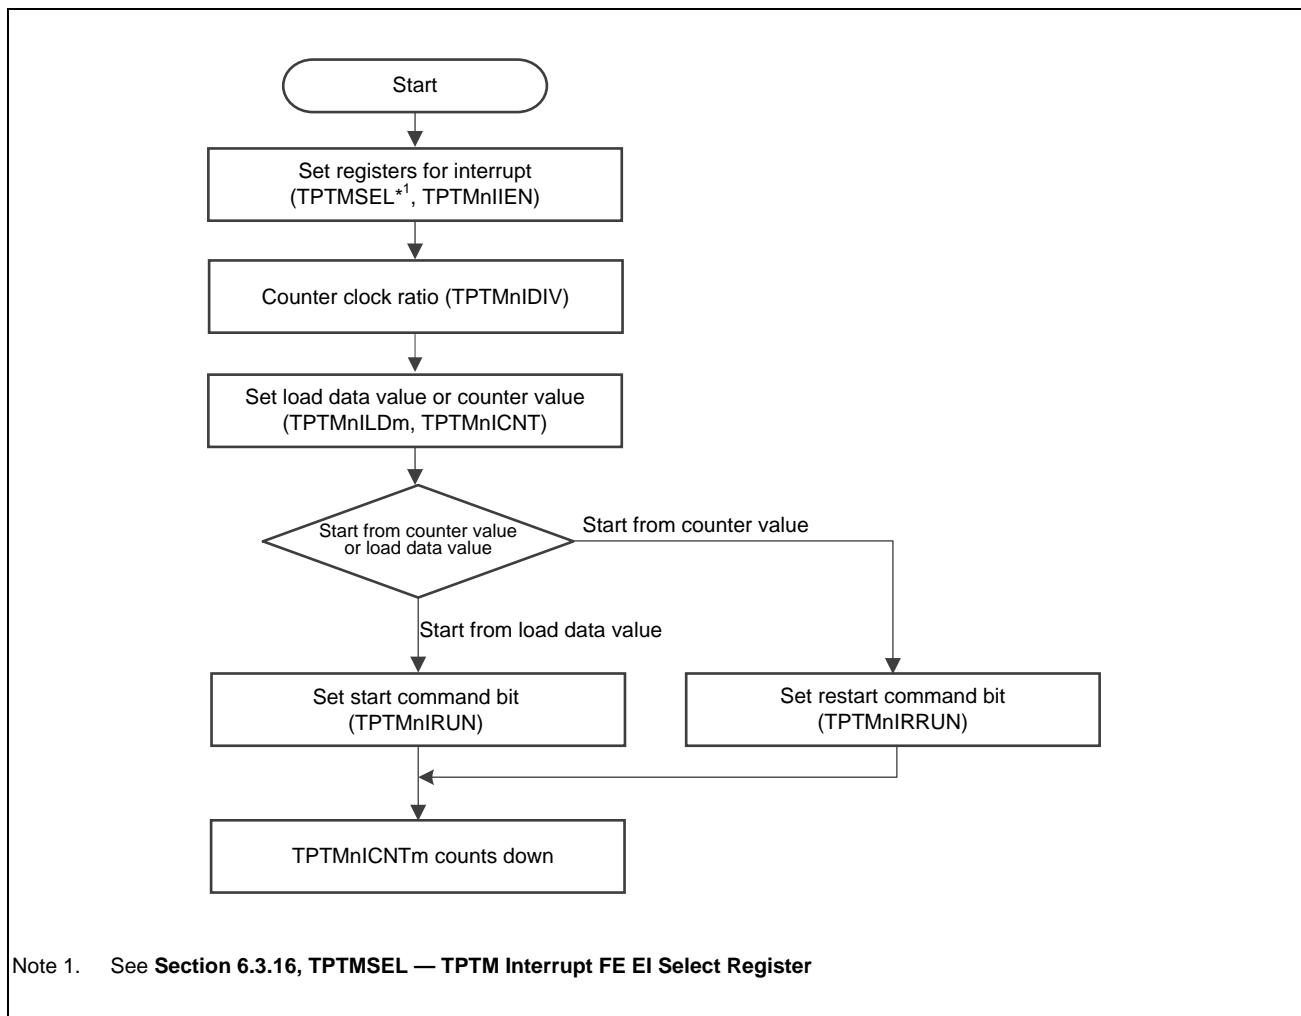 Start
Set registers for interrupt
(TPTMSEL*1, TPTMnIIEN)
Counter clock ratio (TPTMnIDIV)
Set load data value or counter value
(TPTMnILDm, TPTMnICNT)
Start from counter value
or load data value
Start from counter value
Start from load data value
Set start command bit
(TPTMnIRUN)
Set restart command bit
(TPTMnIRRUN)
TPTMnICNTm counts down
Note 1. See Section 6.3.16, TPTMSEL — TPTM Interrupt FE EI Select Register